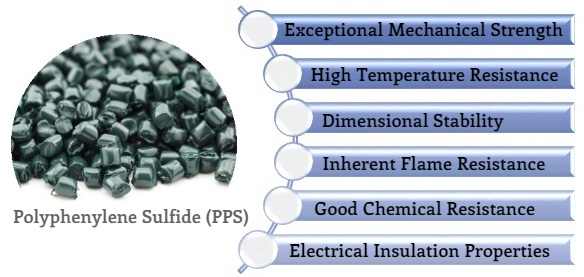 Exceptional Mechanical Strength
High Temperature Resistance
Dimensional Stability
Inherent Flame Resistance
Good Chemical Resistance
Electrical Insulation Properties
Polyphenylene Sulfide (PPS)